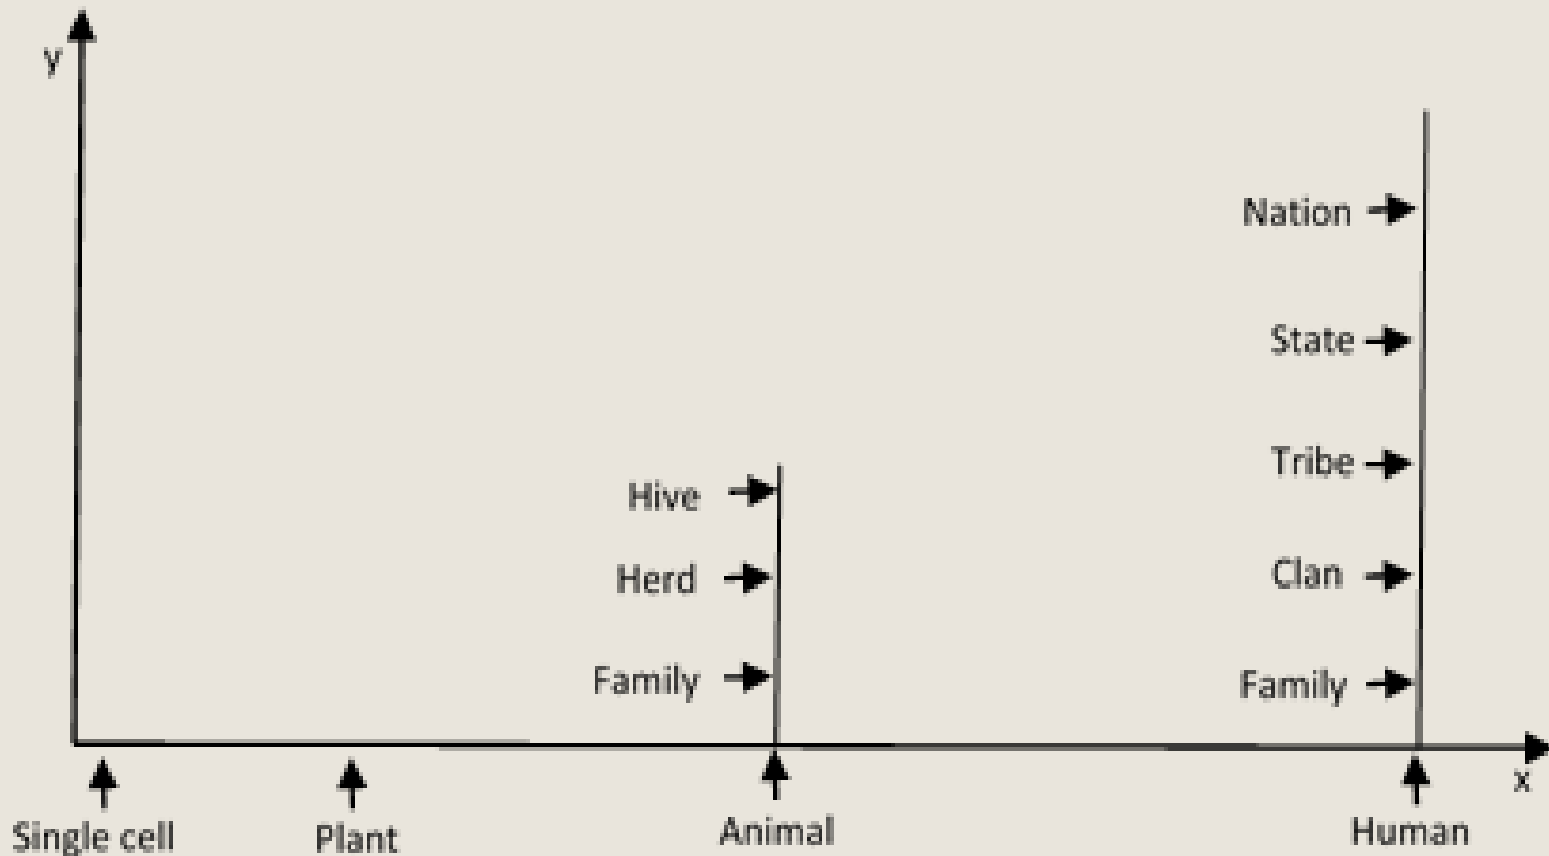 y
Nation
State
Tribe
Hive
Herd
Clan
Family
Family
x
Single cell
Plant
Animal
Human